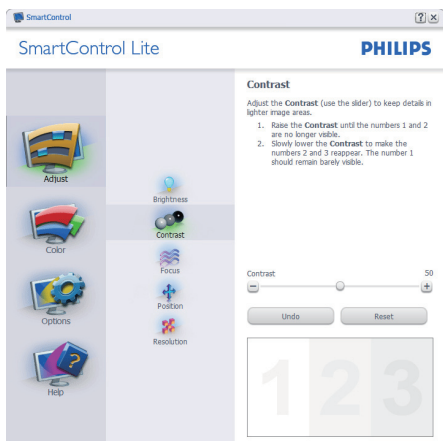 SmartControl
SmartControl Lite
PHILIPS
Adjust
Color
Options
Help
Brightness
Contrast
Focus
Position
Resolution
Contrast
Adjust the Contrast (use the slider) to keep details in
lighter image areas.
1. Raise the Contrast until the numbers 1 and 2
are no longer visible.
2. Slowly lower the Contrast to make the
numbers 2 and 3 reappear. The number 1
should remain barely visible.
Contrast 50
Undo Reset
1 2 3